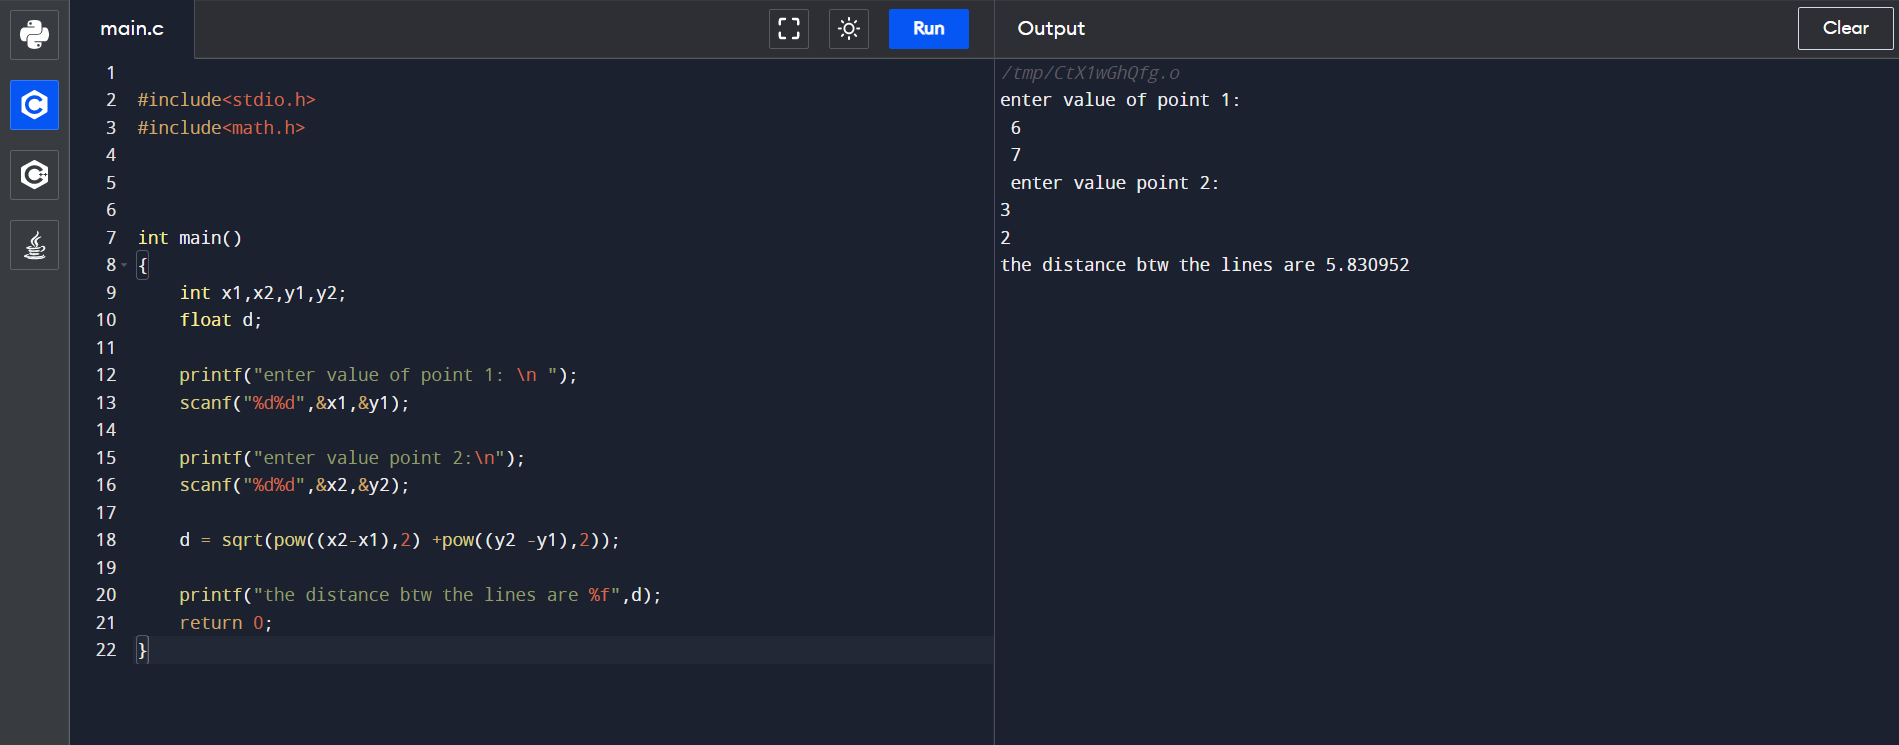 main.c
Run
Output
Clear
1
2 #include<stdio.h>
3 #include<math.h>
4
5
6
7 int main()
8 {
9 int x1,x2,y1,y2;
10 float d;
11
12 printf("enter value of point 1: \n ");
13 scanf("%d%d",&x1,&y1);
14
15 printf("enter value point 2:\n");
16 scanf("%d%d",&x2,&y2);
17
18 d = sqrt(pow((x2-x1),2) +pow((y2 -y1),2));
19
20 printf("the distance btw the lines are %f",d);
21 return 0;
22 }
/tmp/CtX1wGhQfg.o
enter value of point 1:
6
7
enter value point 2:
3
2
the distance btw the lines are 5.830952